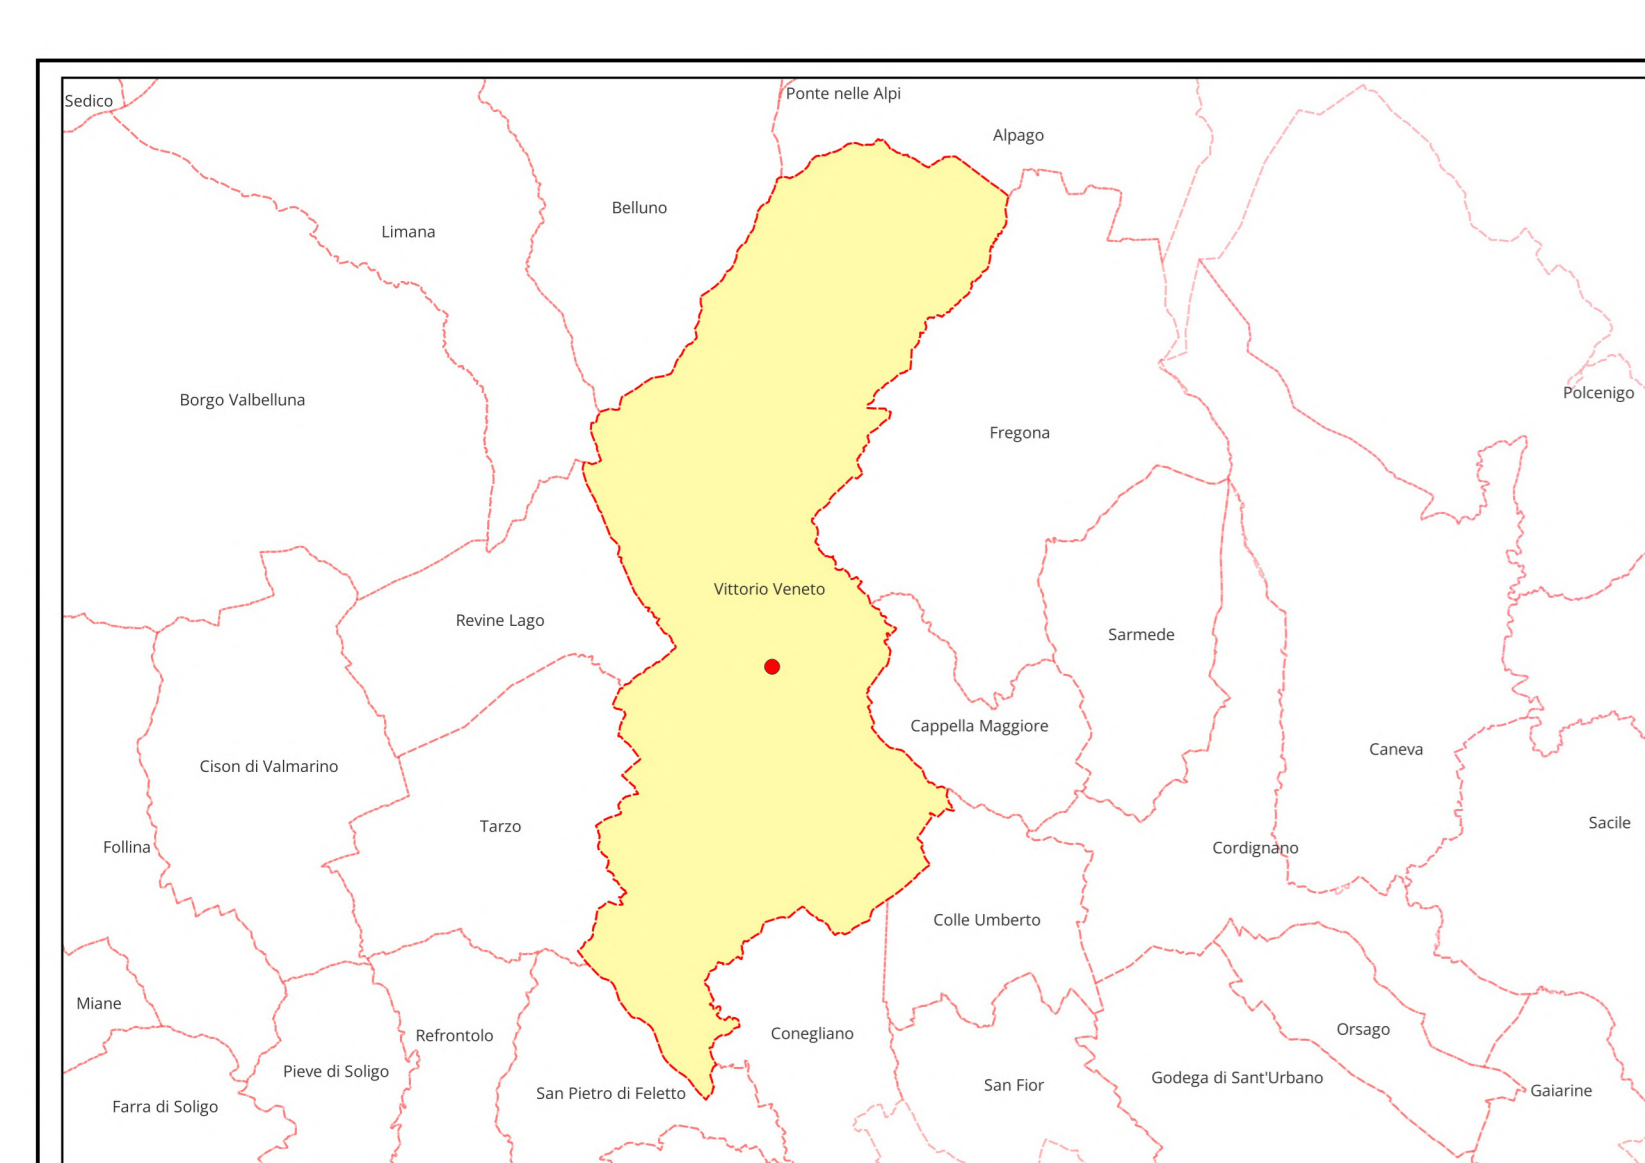 Sedico
Ponte nelle Alpi
Alpago
Belluno
Limana
Polcenigo
Borgo Valbelluna
Fregona
Vittorio Veneto
Revine Lago
Sarmede
Cappella Maggiore
Caneva
Cison di Valmarino
Sacile
Tarzo
Follina
Cordignano
Colle Umberto
Miane
Orsago
Conegliano
Refrontolo
Pieve di Soligo
Godega di Sant'Urbano
San Fior
Gaiarine
San Pietro di Feletto
Farra di Soligo